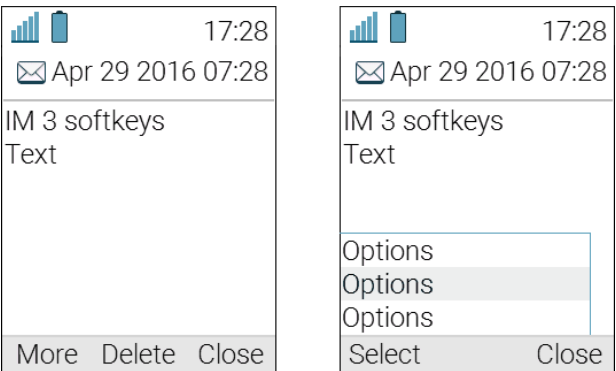 17:28
Apr 29 2016 07:28
IM 3 softkeys
Text
More Delete Close
17:28
Apr 29 2016 07:28
IM 3 softkeys
Text
Options
Options
Options
Select Close